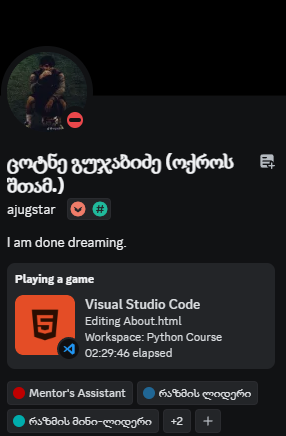 ცოტნე გუჯაბიძე (ოქროს
შთამ.)
ajugstar
I am done dreaming.
Playing a game
Visual Studio Code
Editing About.html
Workspace: Python Course
02:29:46 elapsed
Mentor's Assistant
რაზმის ლიდერი
რაზმის მინი-ლიდერი
+2
+